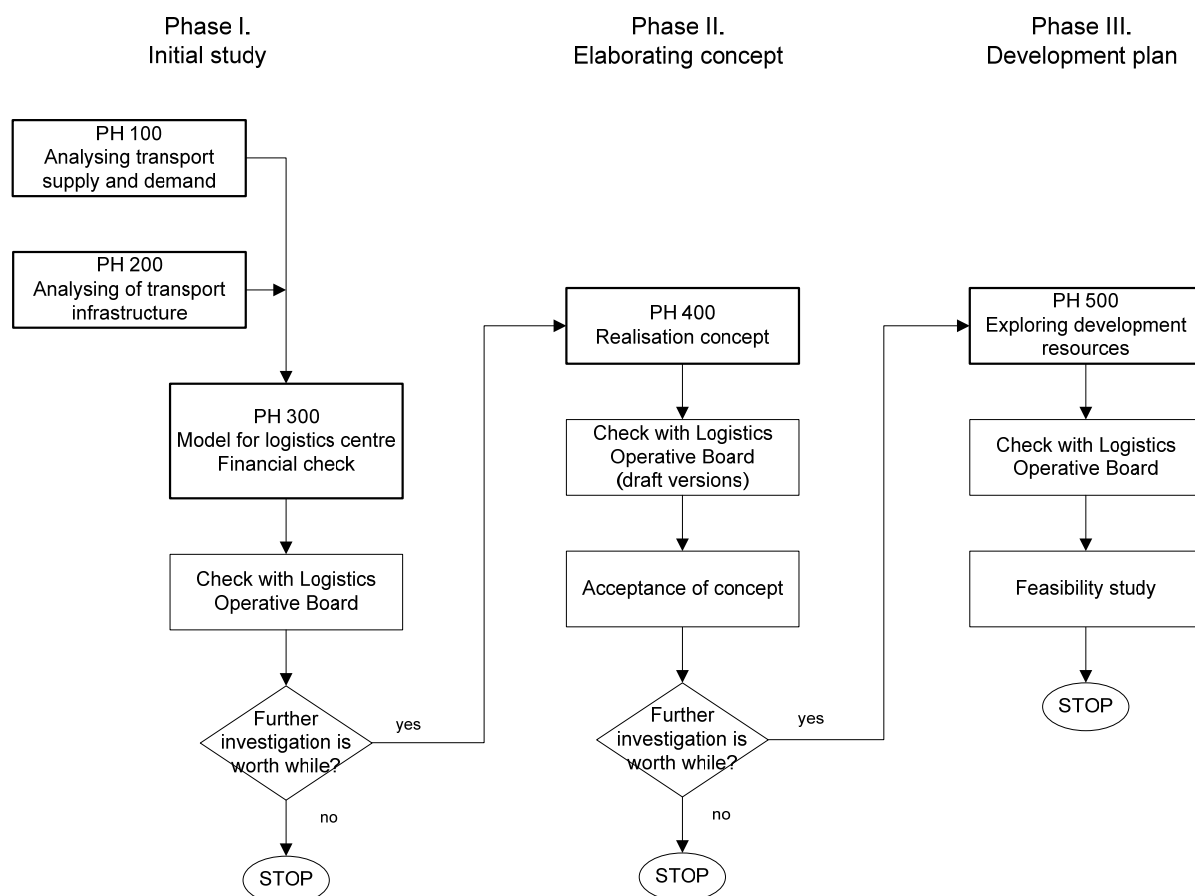 Phase I.
Initial study
Phase II.
Elaborating concept
Phase III.
Development plan
PH 100
Analysing transport
supply and demand
PH 200
Analysing of transport
infrastructure
PH 300
Model for logistics centre
Financial check
Check with Logistics
Operative Board
Further
investigation is
worth while?
yes
no
STOP
PH 400
Realisation concept
Check with Logistics
Operative Board
(draft versions)
Acceptance of concept
Further
investigation is
worth while?
yes
no
STOP
PH 500
Exploring development
resources
Check with Logistics
Operative Board
Feasibility study
STOP